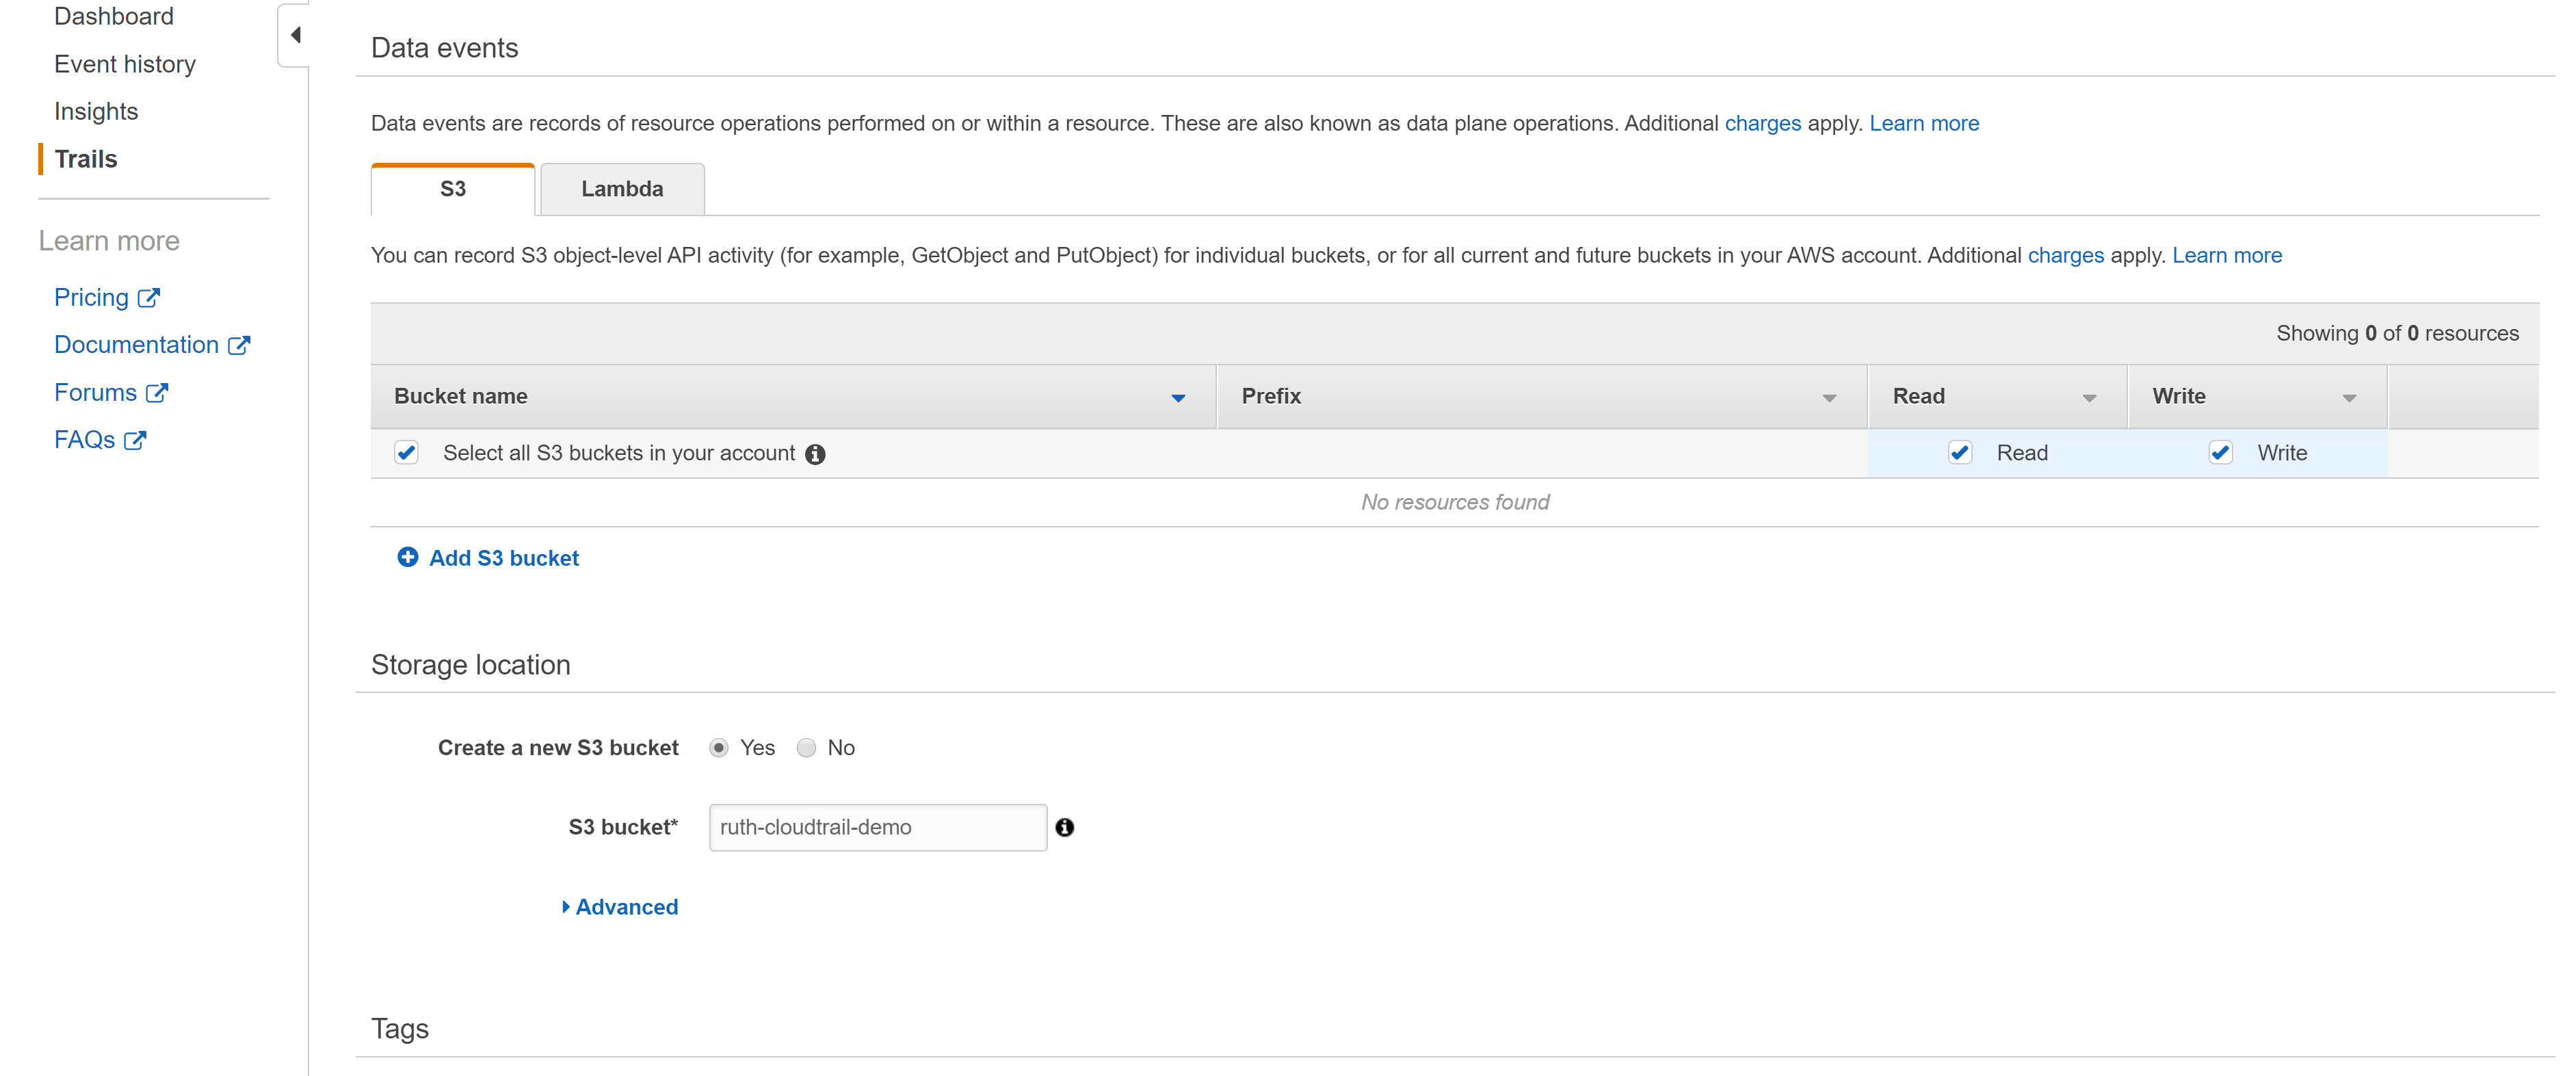 Dashboard
Event history
Insights
Trails
Learn more
Pricing
Documentation
Forums
FAQs
Data events
Data events are records of resource operations performed on or within a resource. These are also known as data plane operations. Additional charges apply. Learn more
S3 Lambda
You can record S3 object-level API activity (for example, GetObject and PutObject) for individual buckets, or for all current and future buckets in your AWS account. Additional charges apply. Learn more
Showing 0 of 0 resources
Bucket name Prefix Read Write
Select all S3 buckets in your account Read Write
No resources found
Add S3 bucket
Storage location
Create a new S3 bucket Yes No
S3 bucket* ruth-cloudtrail-demo
Advanced
Tags